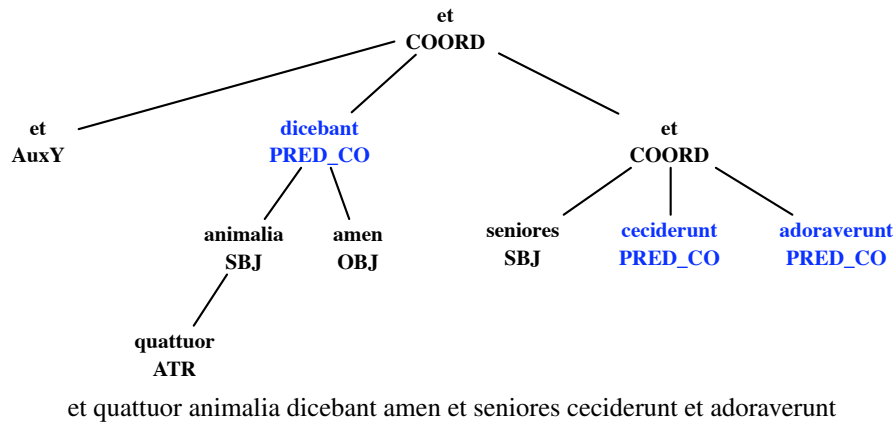 et
COORD
et dicebant et
AuxY PRED_CO COORD
animalia amen seniores ceciderunt adoraverunt
SBJ OBJ SBJ PRED_CO PRED_CO
quattuor
ATR
et quattuor animalia dicebant amen et seniores ceciderunt et adoraverunt